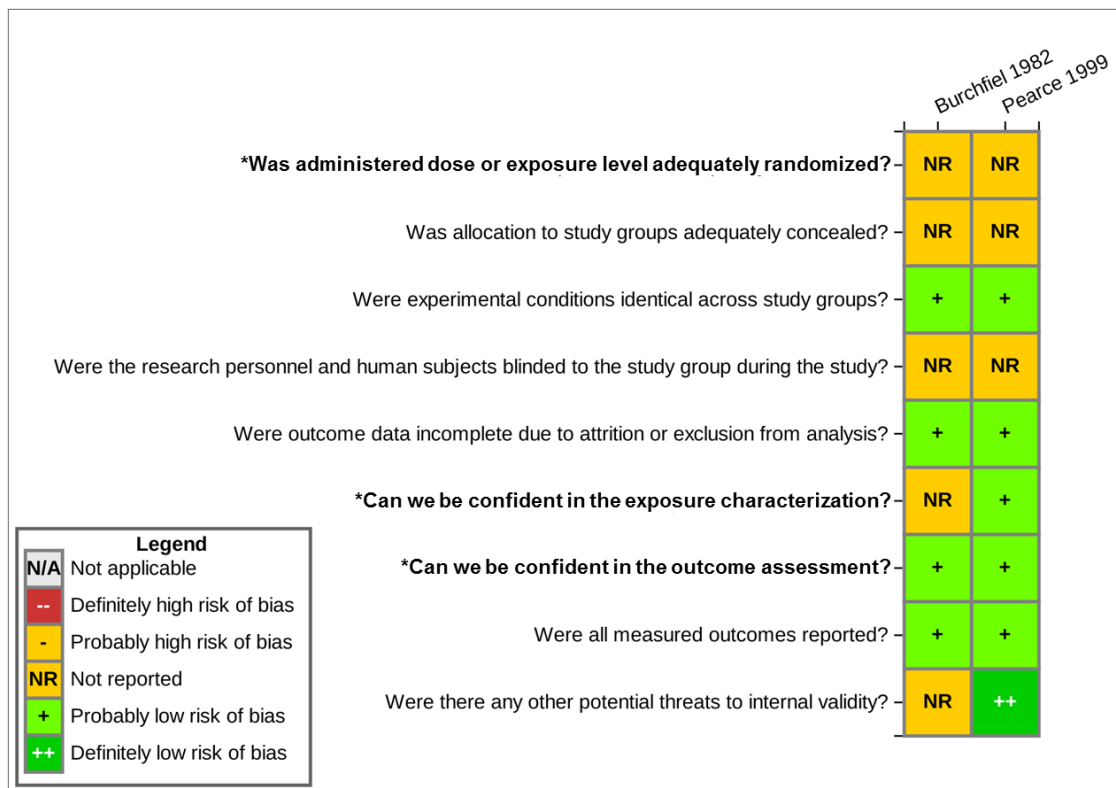 Burchfiel 1982
Pearce 1999
*Was administered dose or exposure level adequately randomized? NR NR
Was allocation to study groups adequately concealed? NR NR
Were experimental conditions identical across study groups? + +
Were the research personnel and human subjects blinded to the study group during the study? NR NR
Were outcome data incomplete due to attrition or exclusion from analysis? + +
*Can we be confident in the exposure characterization? NR +
*Can we be confident in the outcome assessment? + +
Were all measured outcomes reported? + +
Were there any other potential threats to internal validity? NR ++
Legend
N/A Not applicable
-- Definitely high risk of bias
- Probably high risk of bias
NR Not reported
+ Probably low risk of bias
++ Definitely low risk of bias